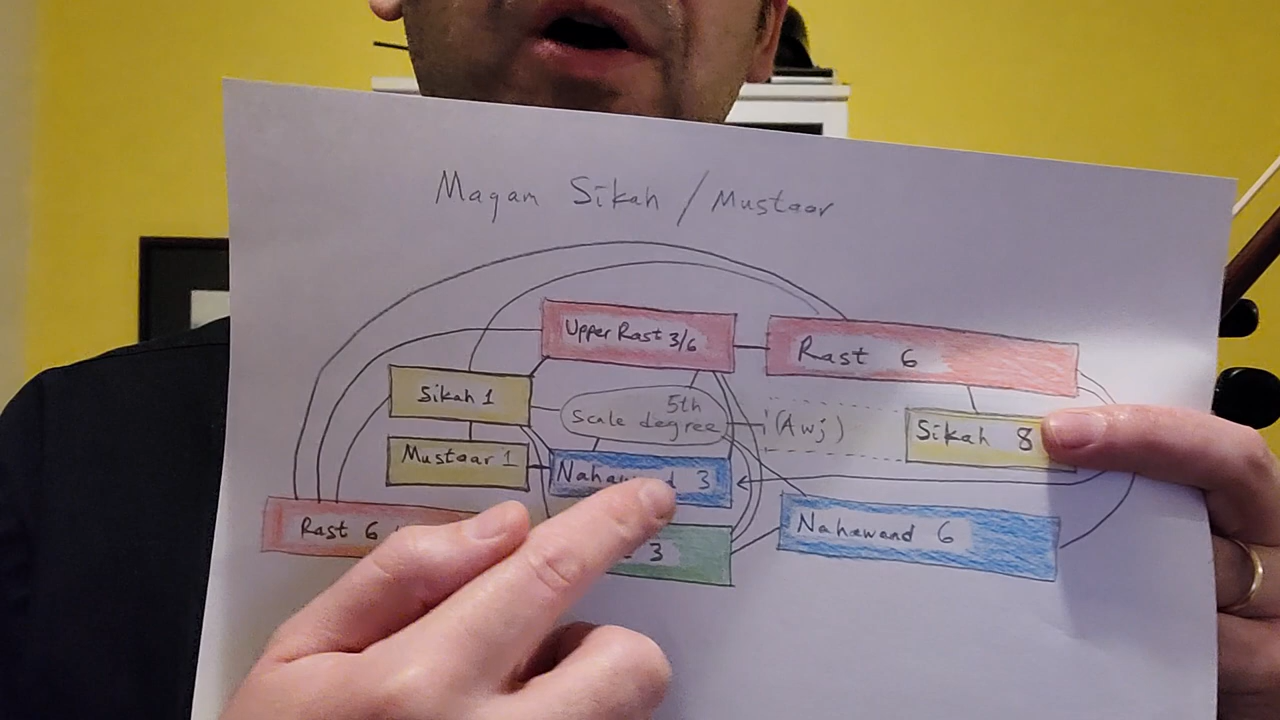 Maqam Sikah / Mustaar
Upper Rast 3/6
Rast 6
Sikah 1
5th
scale degree
(Awj)
Sikah 8
Mustaar 1
3
Nahawand 6
Rast 6
3